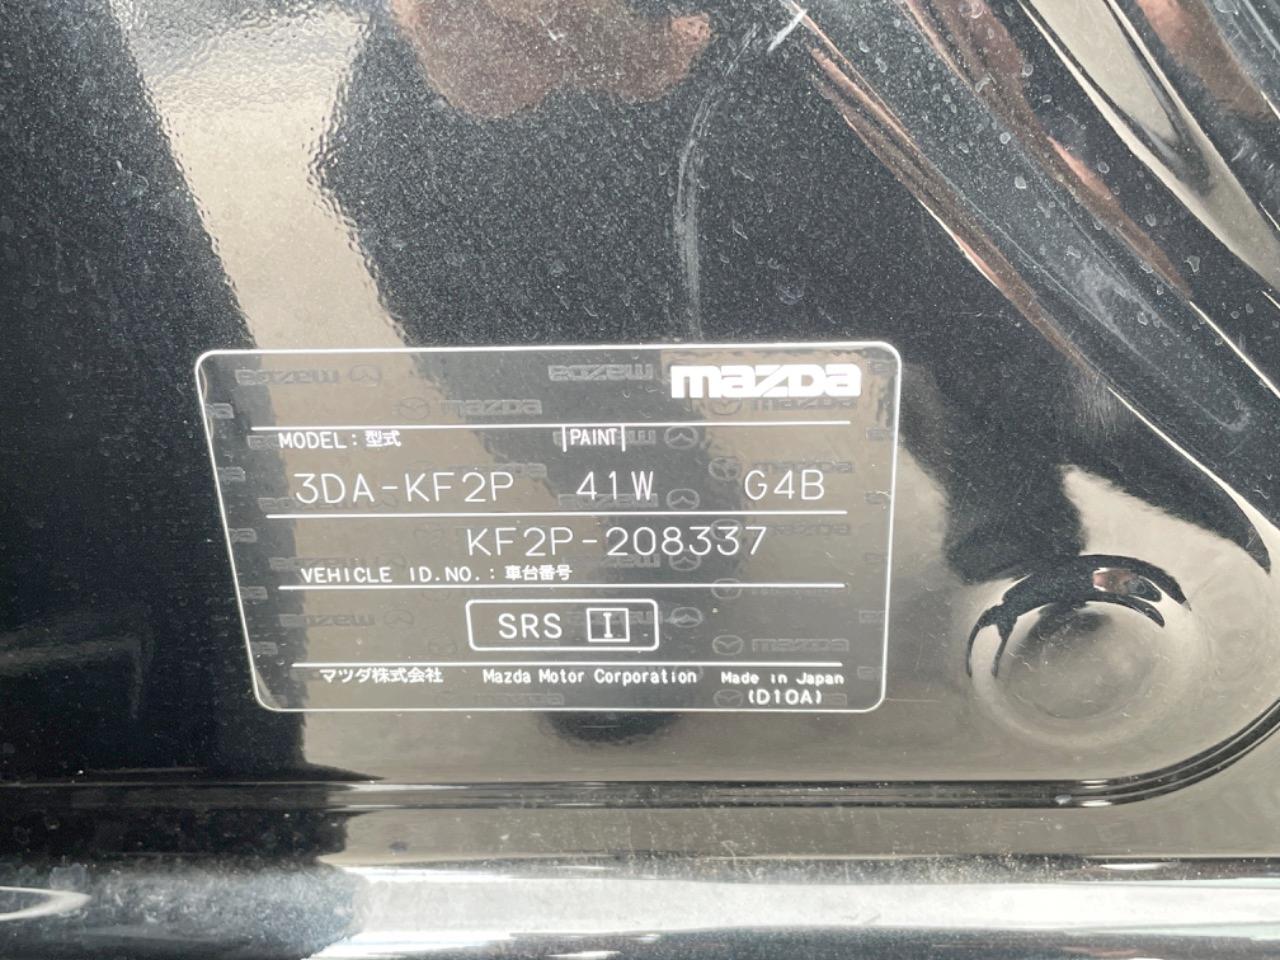 mazda
MODEL:型式 PAINT
3DA-KF2P 41W G4B
KF2P-208337
VEHICLE ID.NO.:車台番号
SRS I
マツダ株式会社 Mazda Motor Corporation Made in Japan
(D10A)